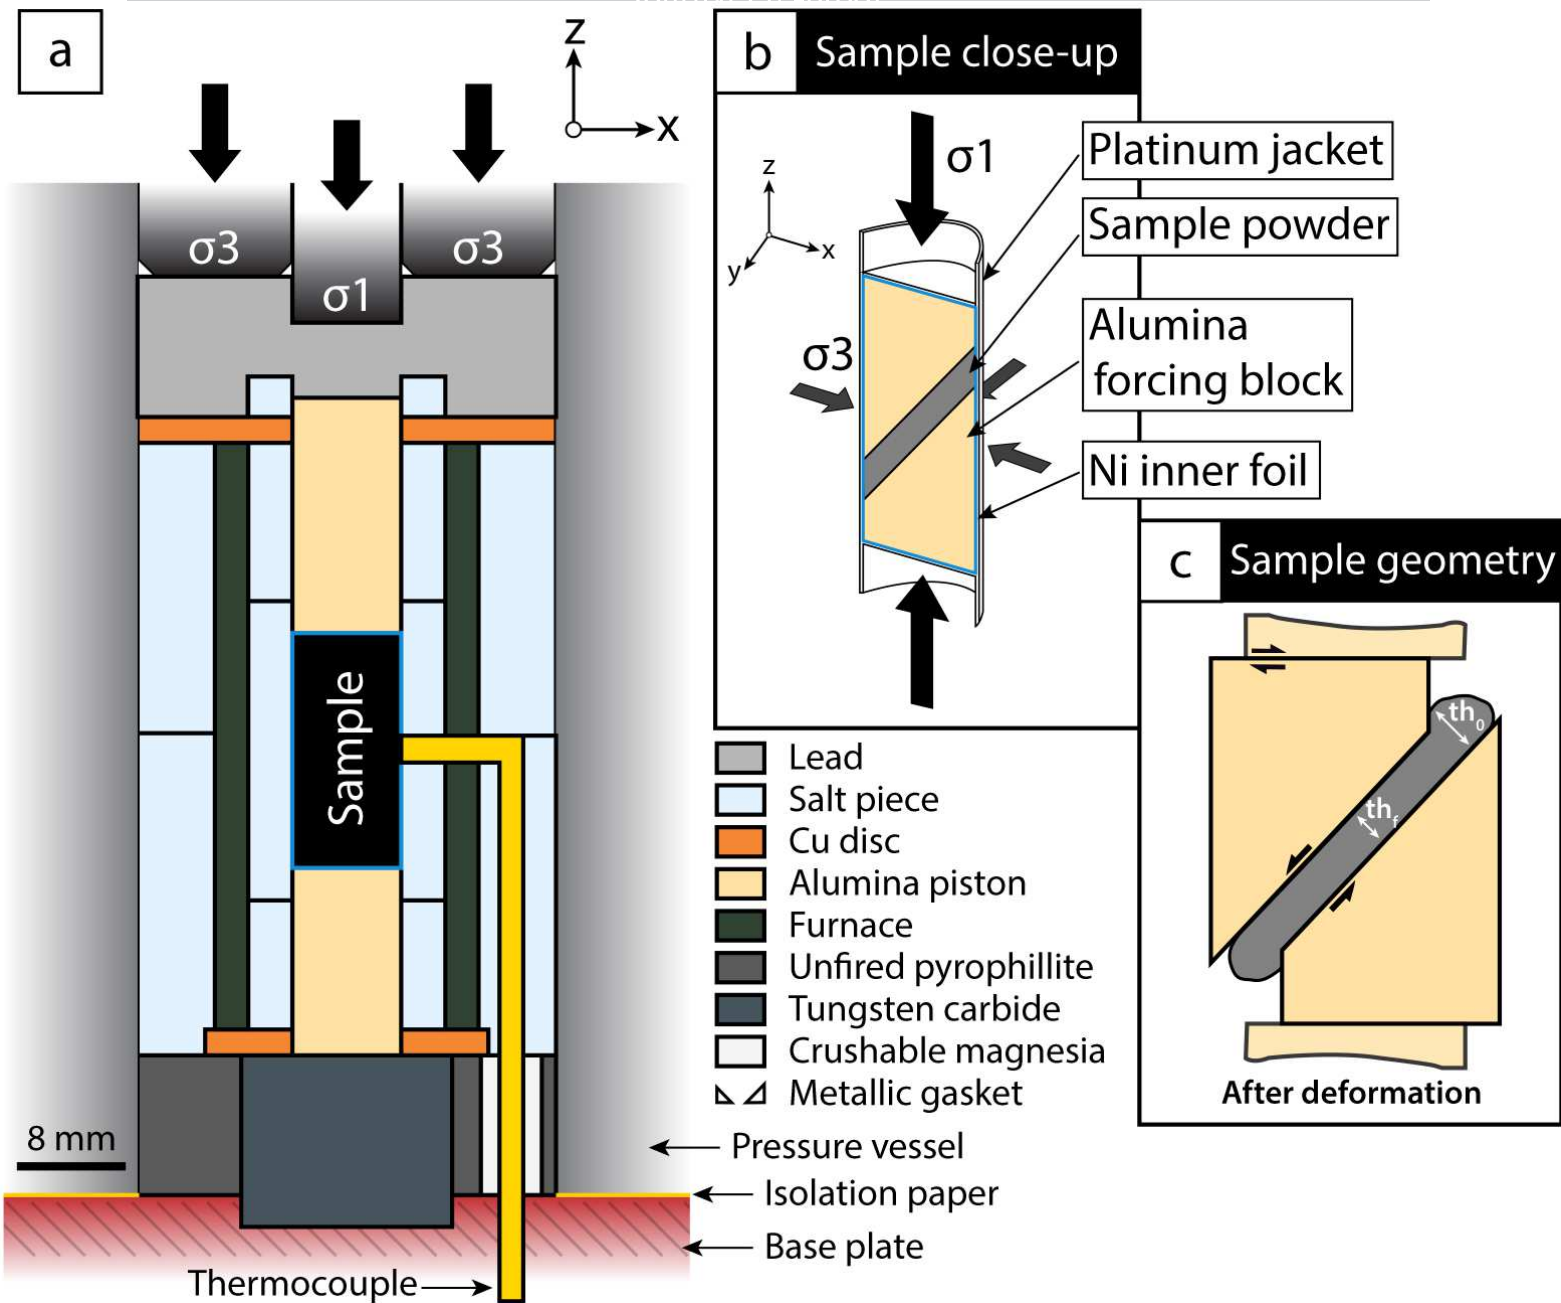 a
z
x
σ3
σ3
σ1
Sample
8 mm
Thermocouple
b
Sample close-up
σ1
z
x
y
σ3
Platinum jacket
Sample powder
Alumina
forcing block
Ni inner foil
Lead
Salt piece
Cu disc
Alumina piston
Furnace
Unfired pyrophillite
Tungsten carbide
Crushable magnesia
Metallic gasket
Pressure vessel
Isolation paper
Base plate
c
Sample geometry
th₀
th_f
After deformation